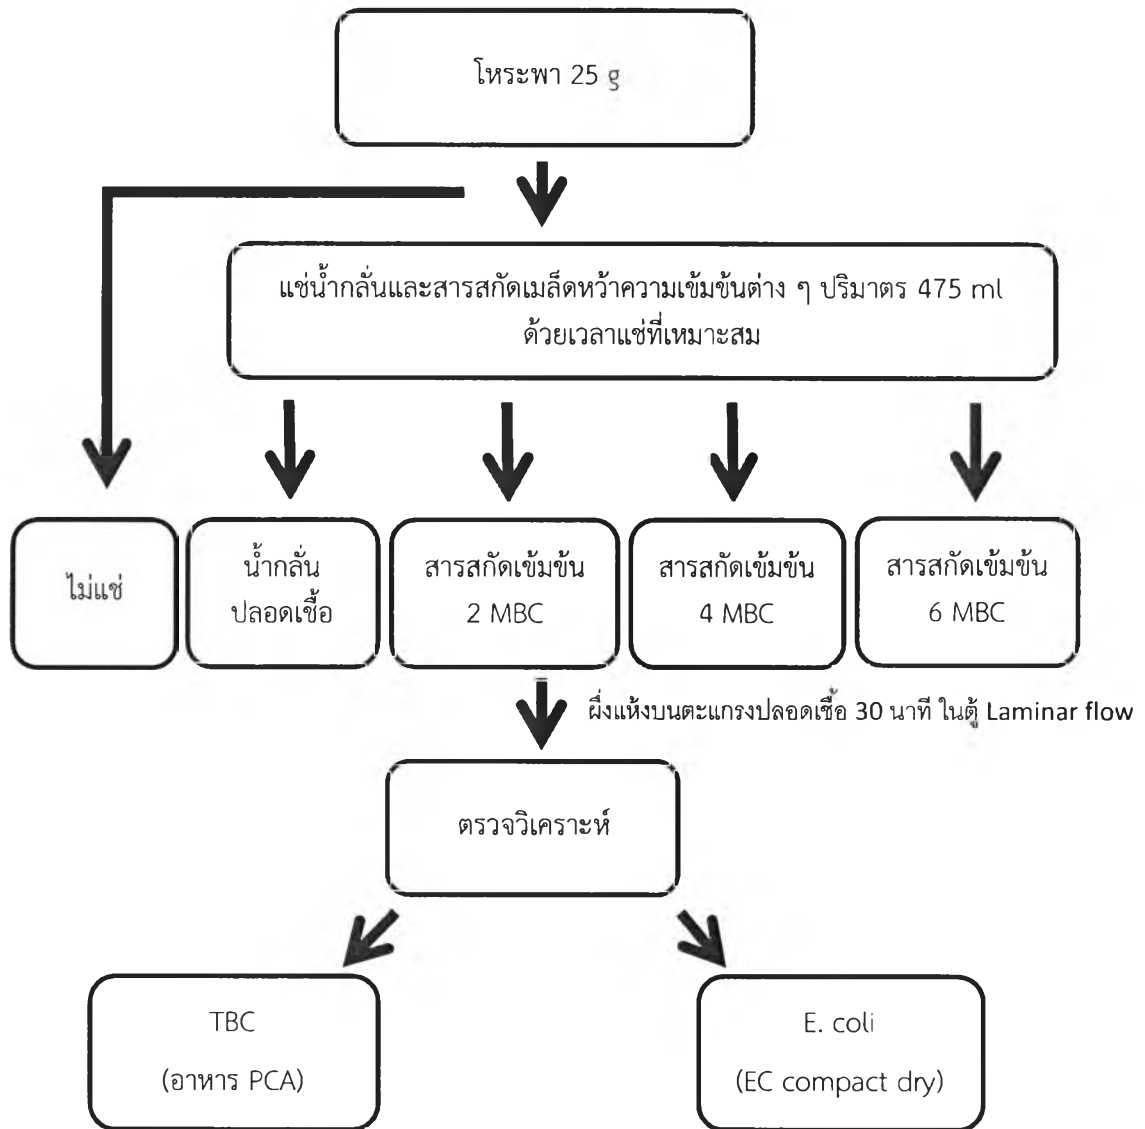 โหระพา 25 g
แช่น้ำกลั่นและสารสกัดเมล็ดหว้าความเข้มข้นต่าง ๆ ปริมาตร 475 ml
ด้วยเวลาแช่ที่เหมาะสม
ไม่แช่
น้ำกลั่น
ปลอดเชื้อ
สารสกัดเข้มข้น
2 MBC
สารสกัดเข้มข้น
4 MBC
สารสกัดเข้มข้น
6 MBC
ผึ่งแห้งบนตะแกรงปลอดเชื้อ 30 นาที ในตู้ Laminar flow
ตรวจวิเคราะห์
TBC
(อาหาร PCA)
E. coli
(EC compact dry)